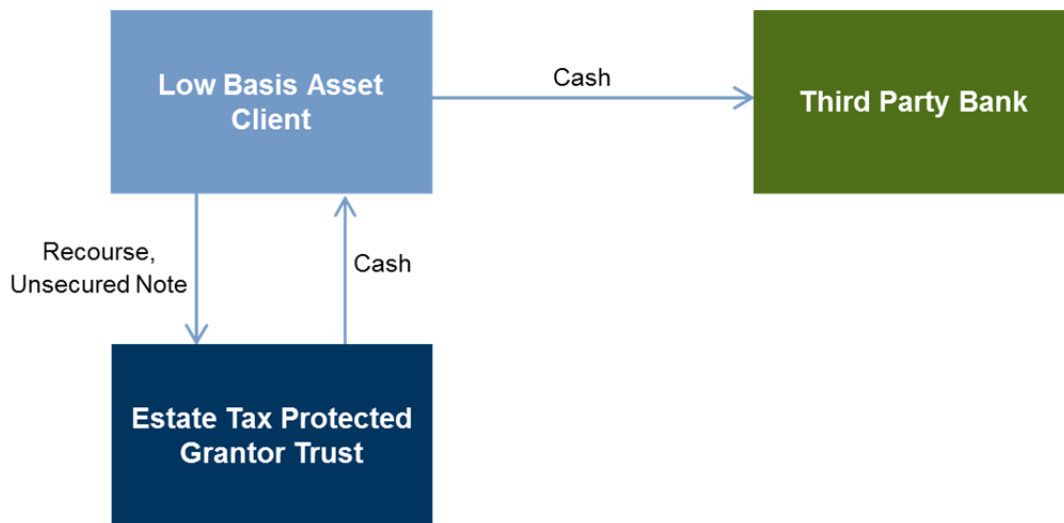 Low Basis Asset
Client
Cash
Third Party Bank
Recourse,
Unsecured Note
Cash
Estate Tax Protected
Grantor Trust